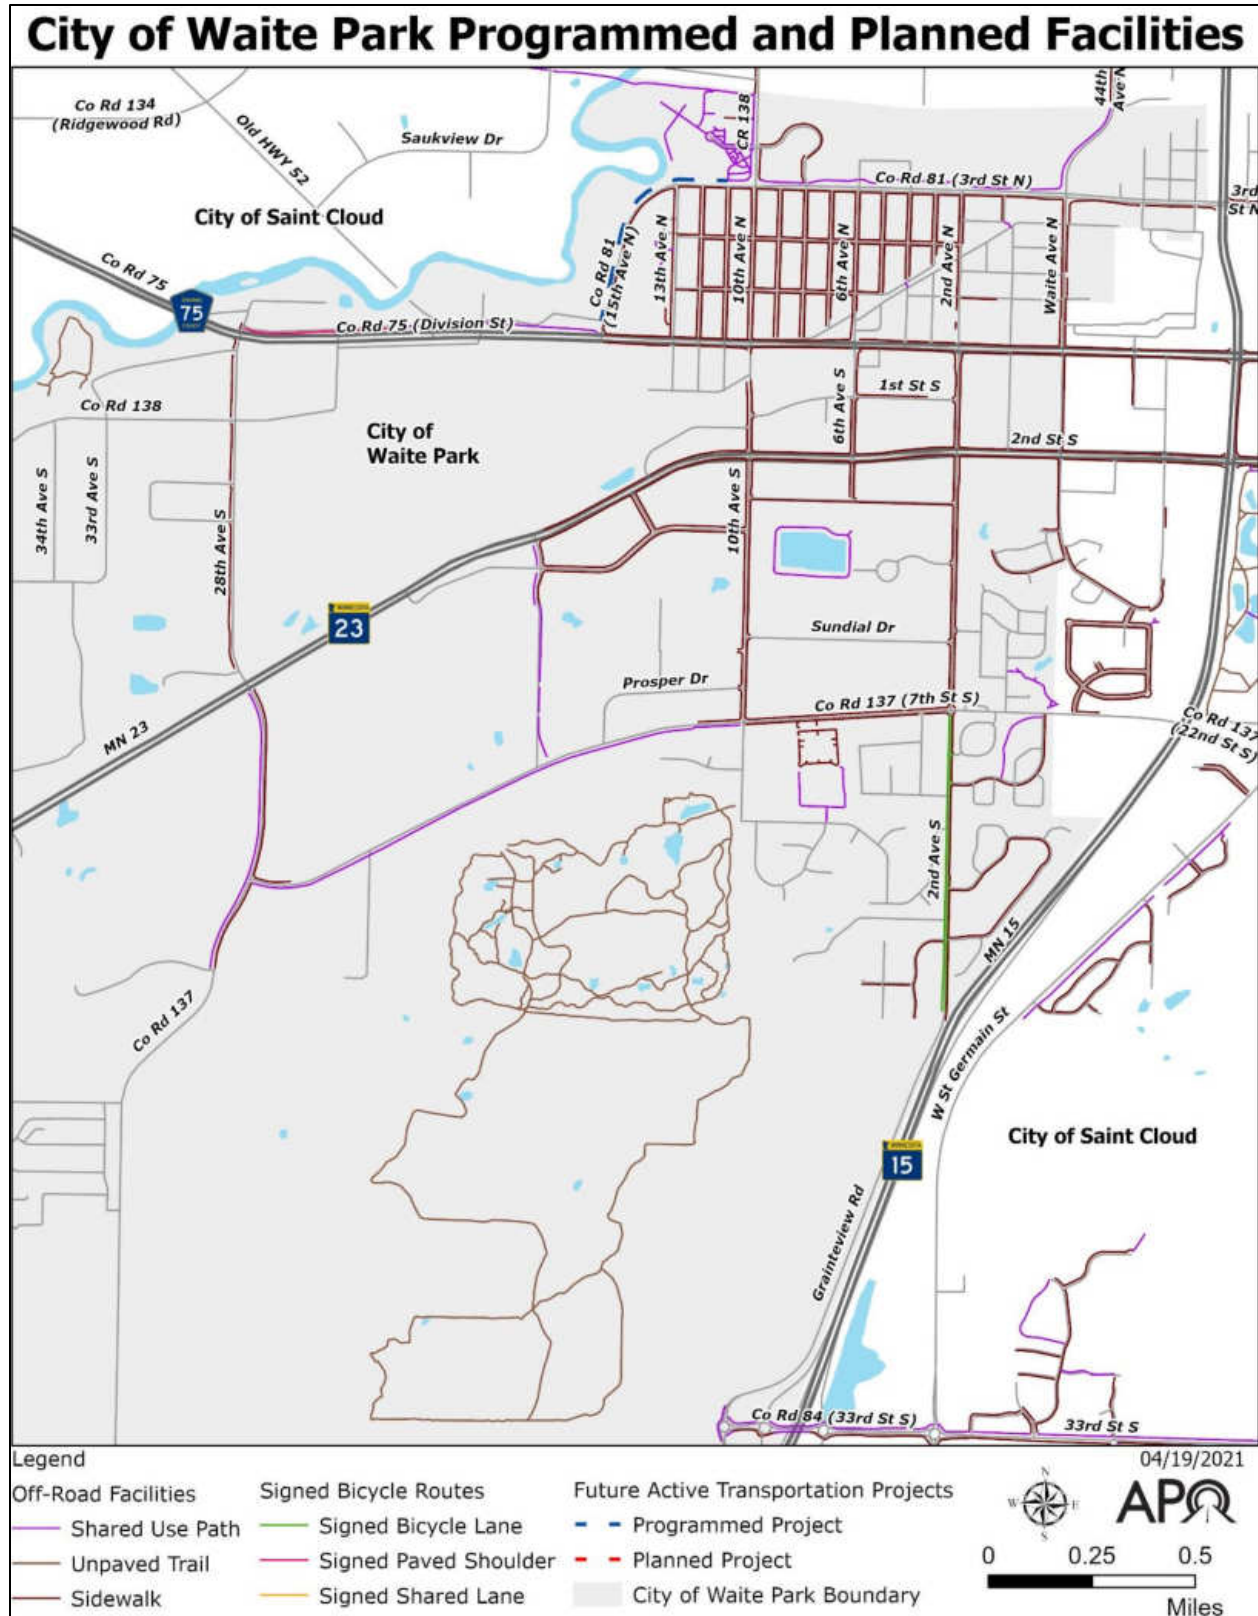 City of Waite Park Programmed and Planned Facilities
Co Rd 134
(Ridgewood Rd)
Old HWY 52
Saukview Dr
CR 138
44th
Ave N
City of Saint Cloud
Co Rd 81 (3rd St N)
3rd
St N
Co Rd 75
75
Co Rd 81
(15th Ave N)
13th Ave N
10th Ave N
6th Ave N
2nd Ave N
Waite Ave N
Co Rd 75 (Division St)
Co Rd 138
City of
Waite Park
6th Ave S
1st St S
2nd St S
34th Ave S
33rd Ave S
28th Ave S
10th Ave S
MINNESOTA
23
Sundial Dr
Prosper Dr
Co Rd 137 (7th St S)
MN 23
Co Rd 137
(22nd St S)
2nd Ave S
MN 15
Co Rd 137
W St Germain St
City of Saint Cloud
MINNESOTA
15
Grainteview Rd
Co Rd 84 (33rd St S)
33rd St S
Legend
04/19/2021
Off-Road Facilities
Shared Use Path
Unpaved Trail
Sidewalk
Signed Bicycle Routes
Signed Bicycle Lane
Signed Paved Shoulder
Signed Shared Lane
Future Active Transportation Projects
Programmed Project
Planned Project
City of Waite Park Boundary
N
W E
S
APO
0 0.25 0.5
Miles